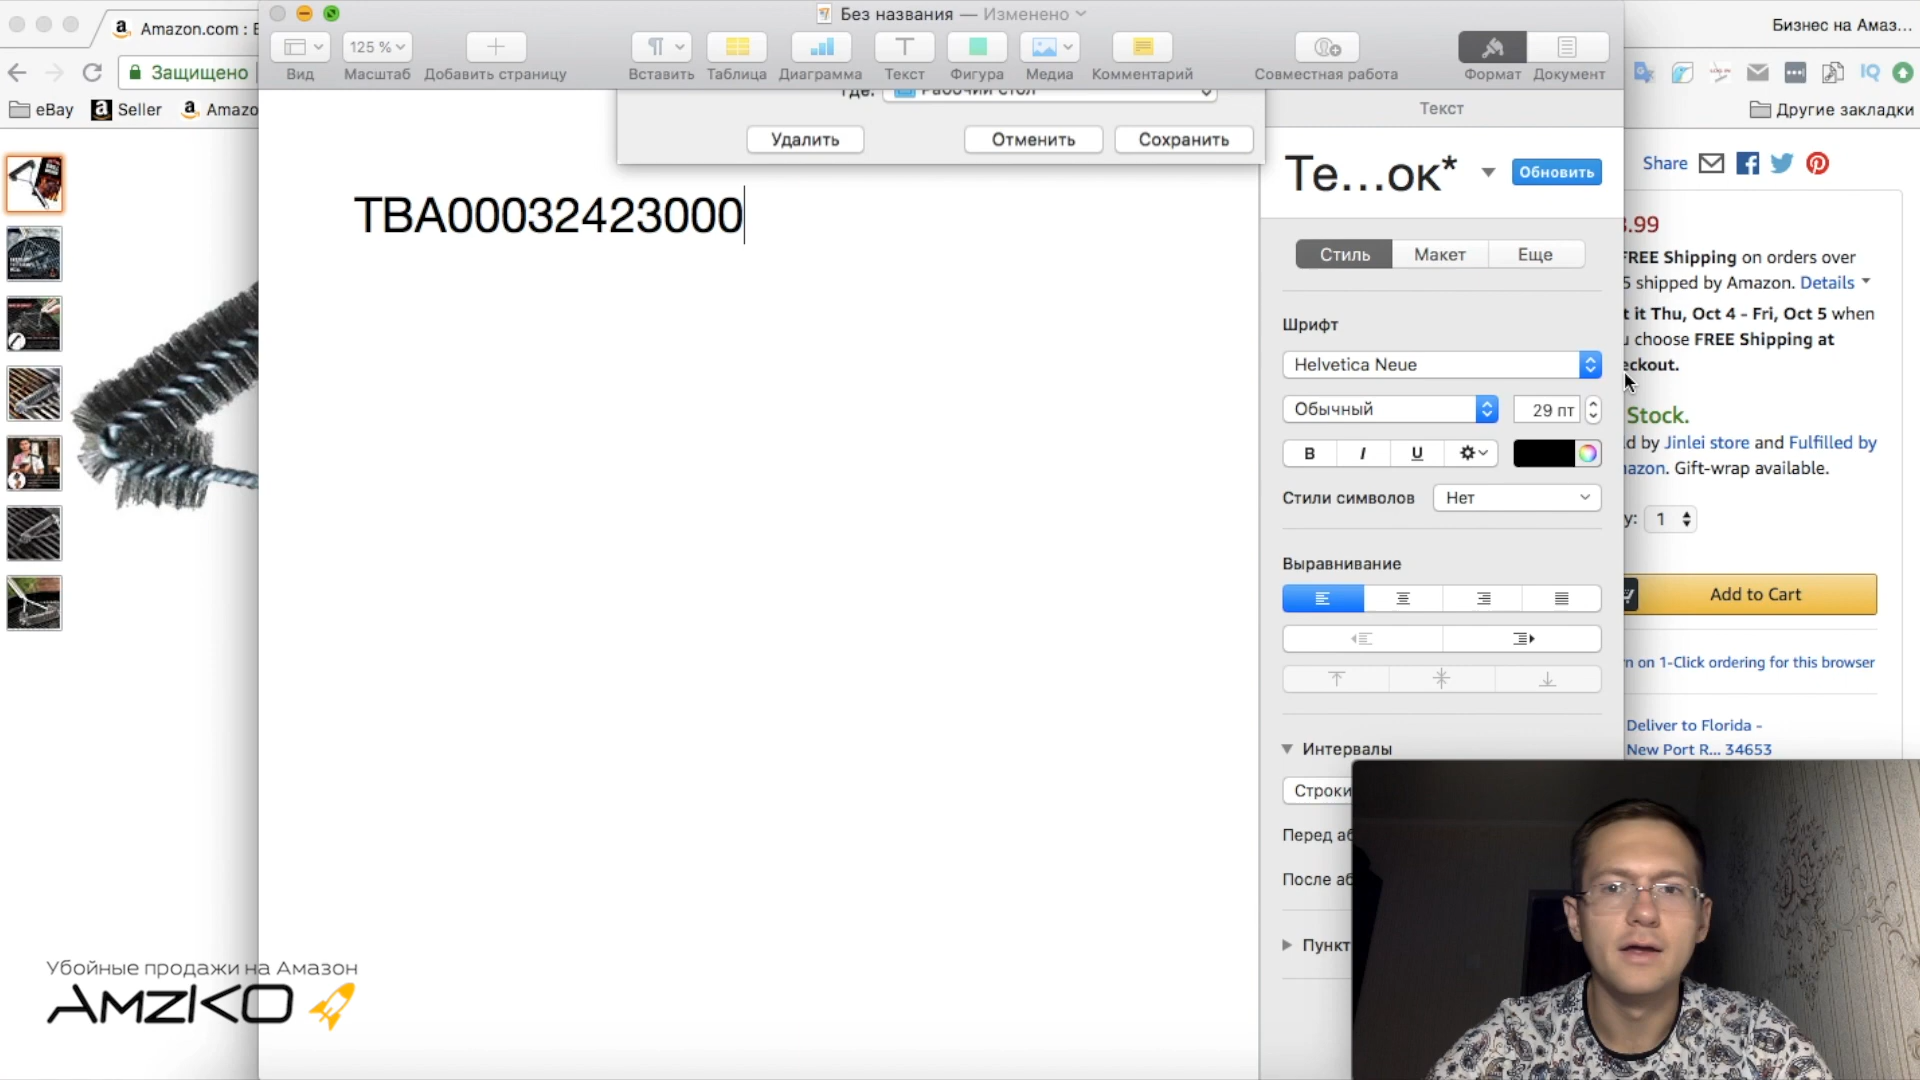 Amazon.com :
Без названия — Изменено
Бизнес на Амаз...
Защищено
125 %
Вид
Масштаб
Добавить страницу
Вставить
Таблица
Диаграмма
Текст
Фигура
Медиа
Комментарий
Совместная работа
Формат
Документ
eBay
Seller
Amazo
Другие закладки
Где:
Рабочий стол
Удалить
Отменить
Сохранить
TBA00032423000
Текст
Те...ок*
Обновить
Стиль
Макет
Еще
Шрифт
Helvetica Neue
Обычный
29 пт
B
I
U
Стили символов
Нет
Выравнивание
Интервалы
Строки
Перед аб
После аб
Пункт
Share
.99
FREE Shipping on orders over
5 shipped by Amazon. Details
t it Thu, Oct 4 - Fri, Oct 5 when
u choose FREE Shipping at
eckout.
Stock.
ld by Jinlei store and Fulfilled by
azon. Gift-wrap available.
y: 1
Add to Cart
n on 1-Click ordering for this browser
Deliver to Florida -
New Port R... 34653
Убойные продажи на Амазон
AMZKO